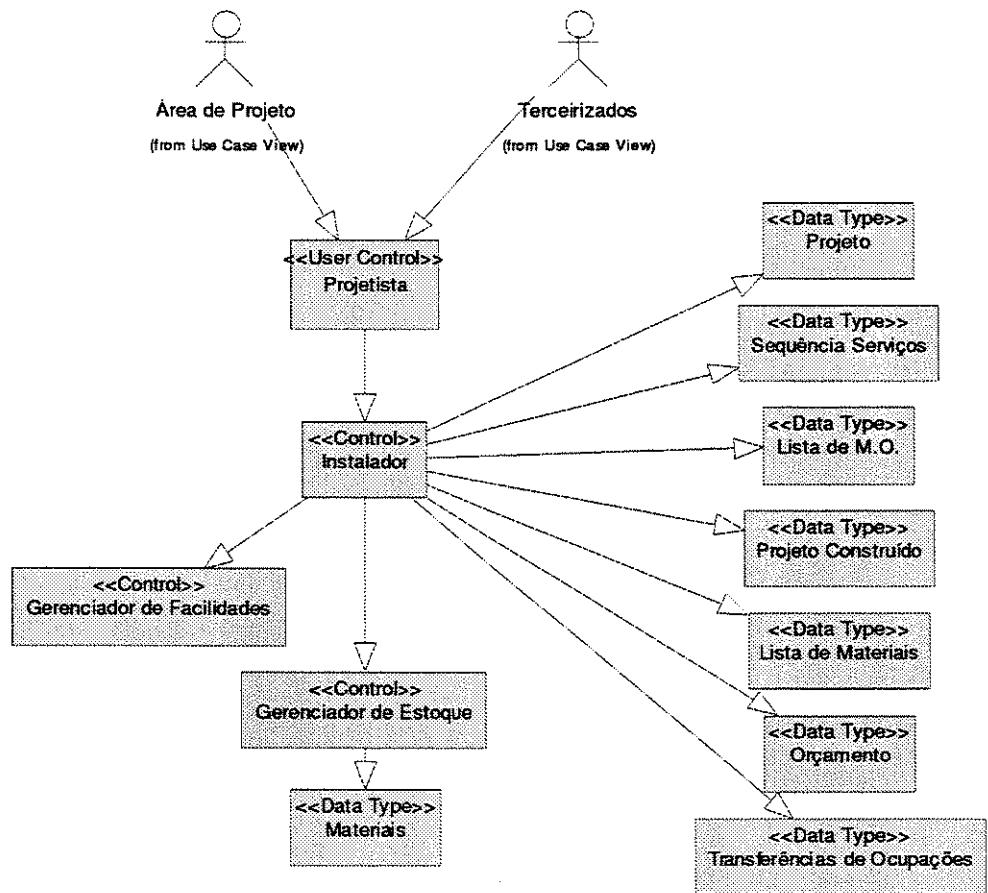 Área de Projeto
(from Use Case View)
Terceirizados
(from Use Case View)
<<User Control>>
Projetista
<<Data Type>>
Projeto
<<Data Type>>
Sequência Serviços
<<Control>>
Instalador
<<Data Type>>
Lista de M.O.
<<Data Type>>
Projeto Construído
<<Control>>
Gerenciador de Facilidades
<<Data Type>>
Lista de Materiais
<<Control>>
Gerenciador de Estoque
<<Data Type>>
Orçamento
<<Data Type>>
Materiais
<<Data Type>>
Transferências de Ocupações